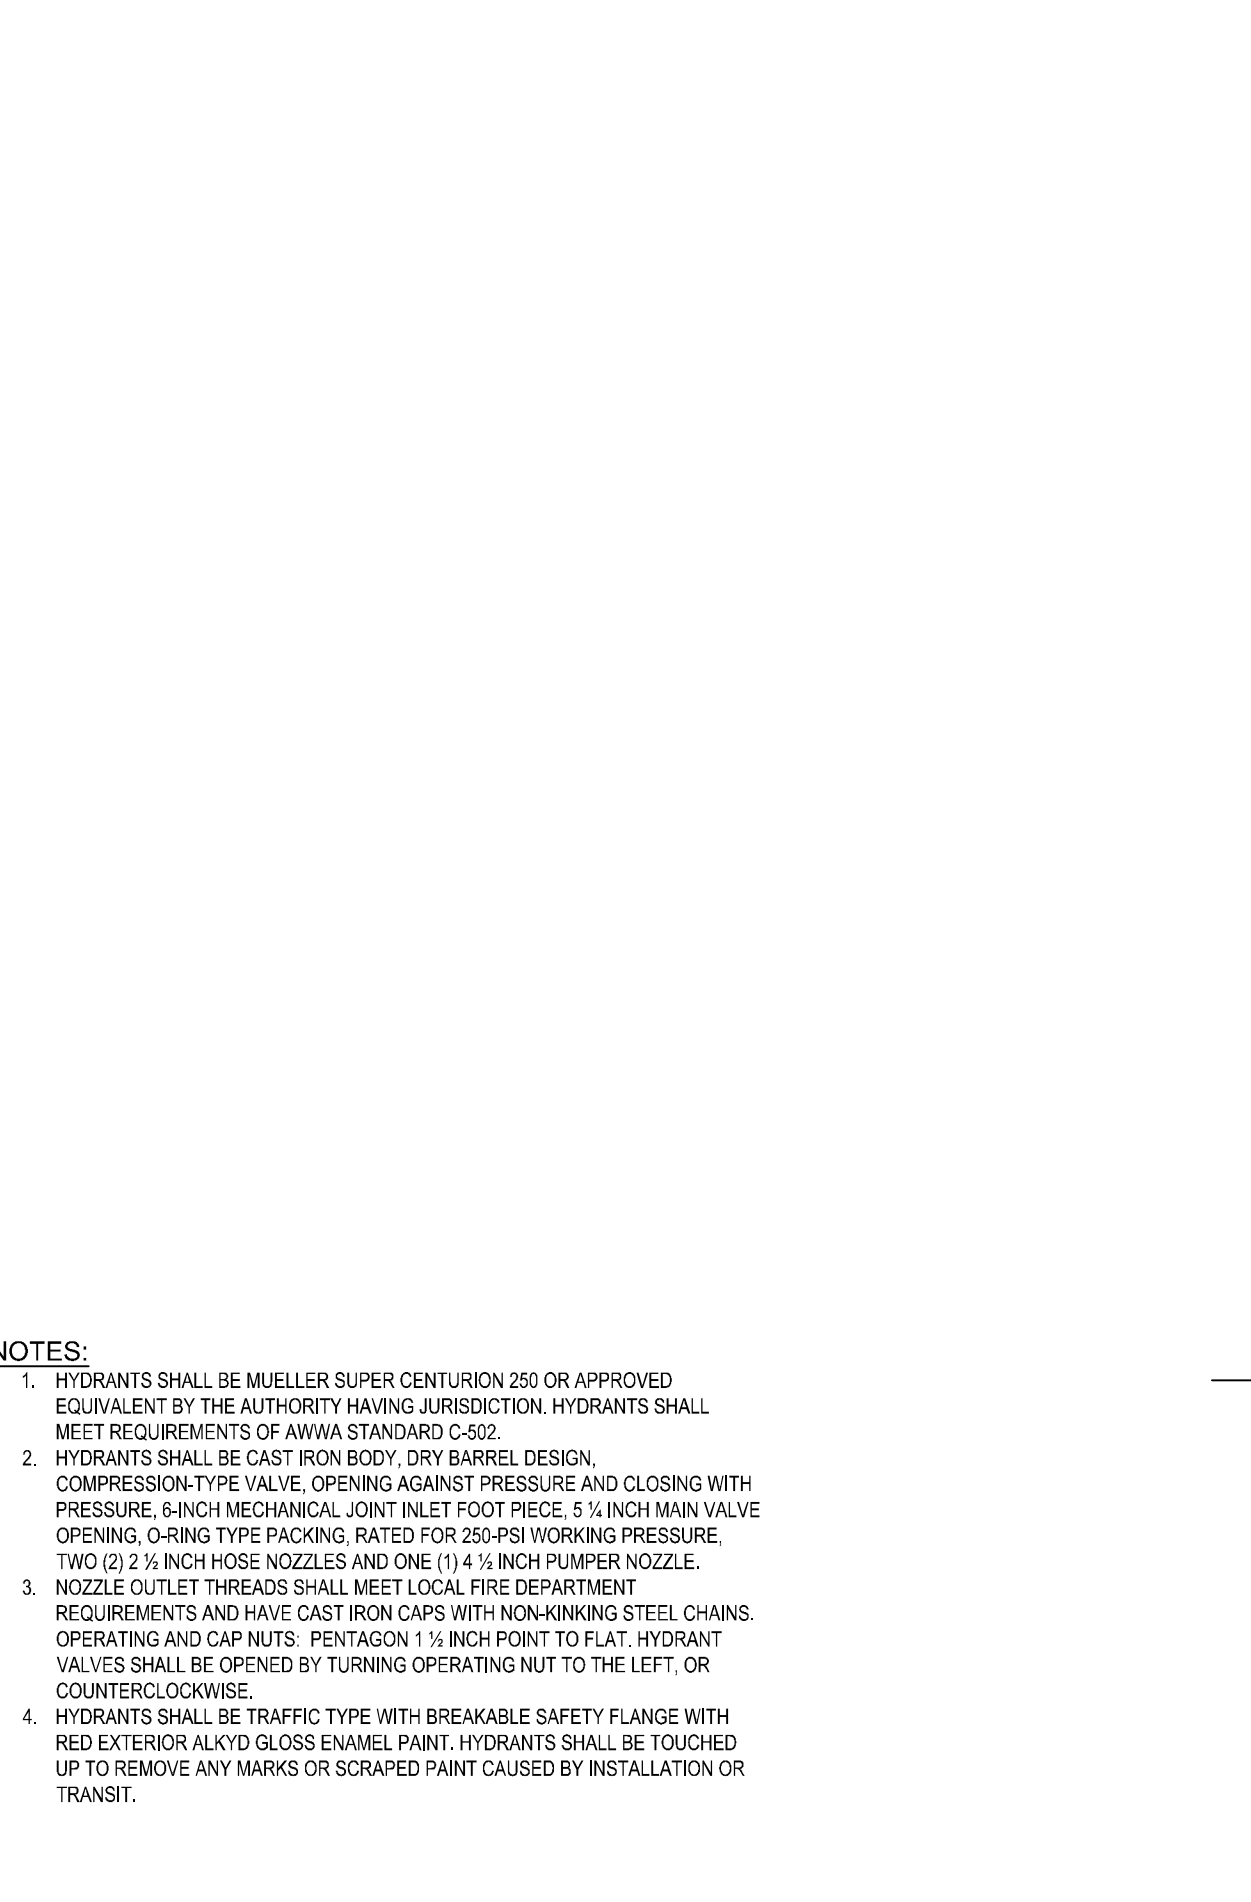 NOTES:
1. HYDRANTS SHALL BE MUELLER SUPER CENTURION 250 OR APPROVED
EQUIVALENT BY THE AUTHORITY HAVING JURISDICTION. HYDRANTS SHALL
MEET REQUIREMENTS OF AWWA STANDARD C-502.
2. HYDRANTS SHALL BE CAST IRON BODY, DRY BARREL DESIGN,
COMPRESSION-TYPE VALVE, OPENING AGAINST PRESSURE AND CLOSING WITH
PRESSURE, 6-INCH MECHANICAL JOINT INLET FOOT PIECE, 5 ¼ INCH MAIN VALVE
OPENING, O-RING TYPE PACKING, RATED FOR 250-PSI WORKING PRESSURE,
TWO (2) 2 ½ INCH HOSE NOZZLES AND ONE (1) 4 ½ INCH PUMPER NOZZLE.
3. NOZZLE OUTLET THREADS SHALL MEET LOCAL FIRE DEPARTMENT
REQUIREMENTS AND HAVE CAST IRON CAPS WITH NON-KINKING STEEL CHAINS.
OPERATING AND CAP NUTS: PENTAGON 1 ½ INCH POINT TO FLAT. HYDRANT
VALVES SHALL BE OPENED BY TURNING OPERATING NUT TO THE LEFT, OR
COUNTERCLOCKWISE.
4. HYDRANTS SHALL BE TRAFFIC TYPE WITH BREAKABLE SAFETY FLANGE WITH
RED EXTERIOR ALKYD GLOSS ENAMEL PAINT. HYDRANTS SHALL BE TOUCHED
UP TO REMOVE ANY MARKS OR SCRAPED PAINT CAUSED BY INSTALLATION OR
TRANSIT.